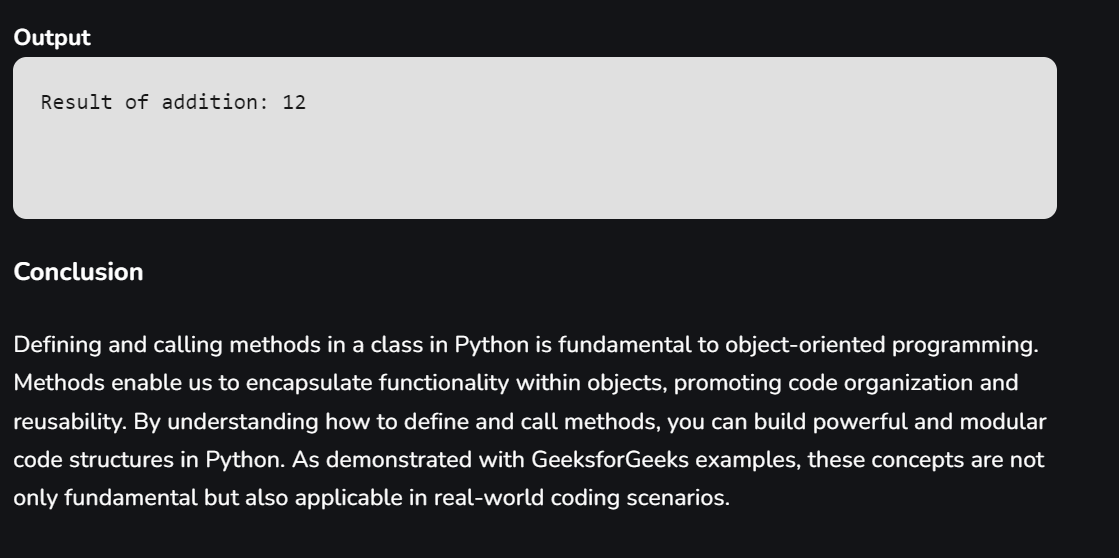 Output
Result of addition: 12
Conclusion
Defining and calling methods in a class in Python is fundamental to object-oriented programming.
Methods enable us to encapsulate functionality within objects, promoting code organization and
reusability. By understanding how to define and call methods, you can build powerful and modular
code structures in Python. As demonstrated with GeeksforGeeks examples, these concepts are not
only fundamental but also applicable in real-world coding scenarios.